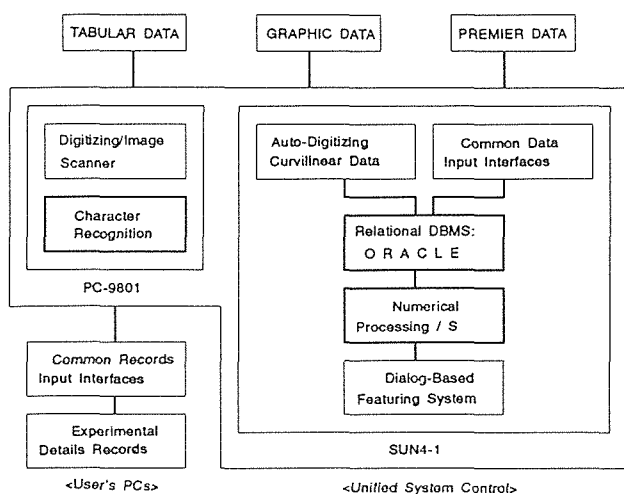 TABULAR DATA
GRAPHIC DATA
PREMIER DATA
Digitizing/Image
Scanner
Character
Recognition
PC-9801
Auto-Digitizing
Curvilinear Data
Common Data
Input Interfaces
Relational DBMS:
O R A C L E
Numerical
Processing / S
Dialog-Based
Featuring System
SUN4-1
Common Records
Input Interfaces
Experimental
Details Records
<User's PCs>
<Unified System Control>